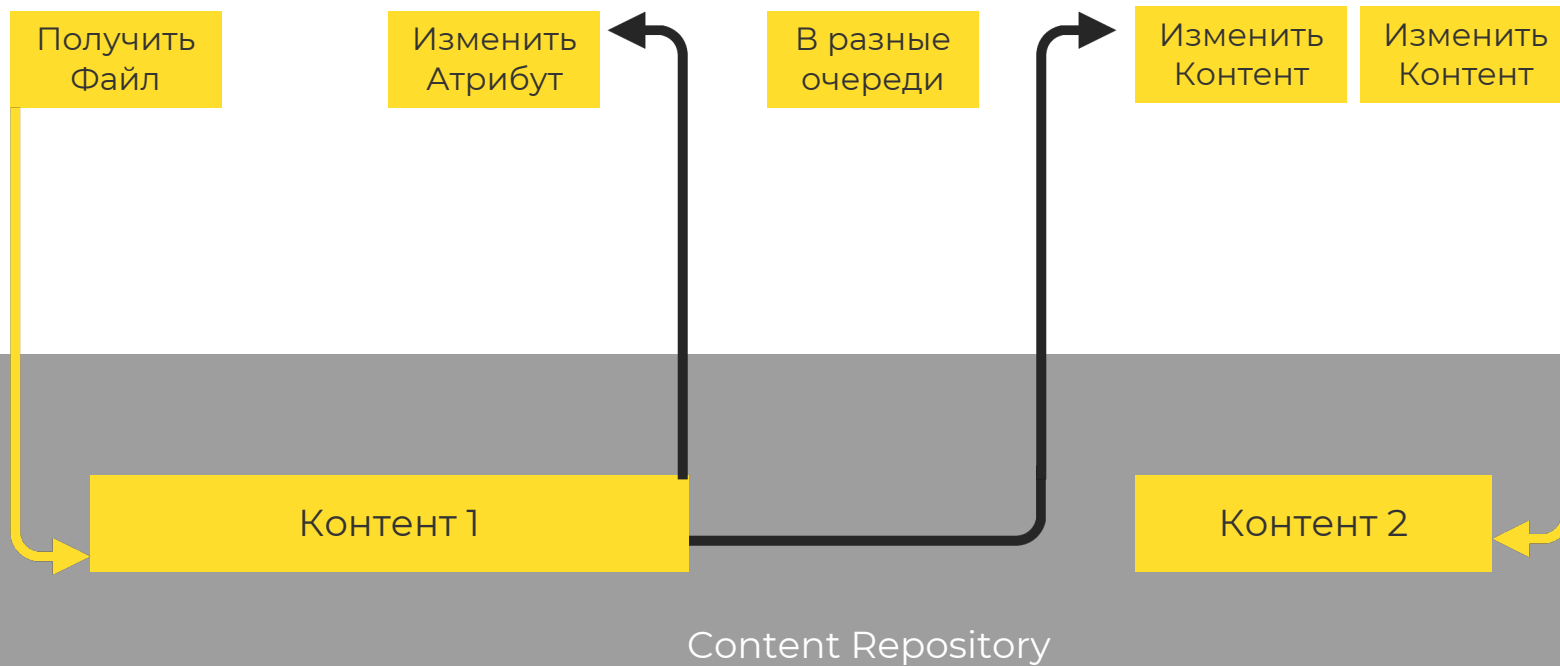 Получить
Файл
Изменить
Атрибут
В разные
очереди
Изменить
Контент
Изменить
Контент
Контент 1
Контент 2
Content Repository